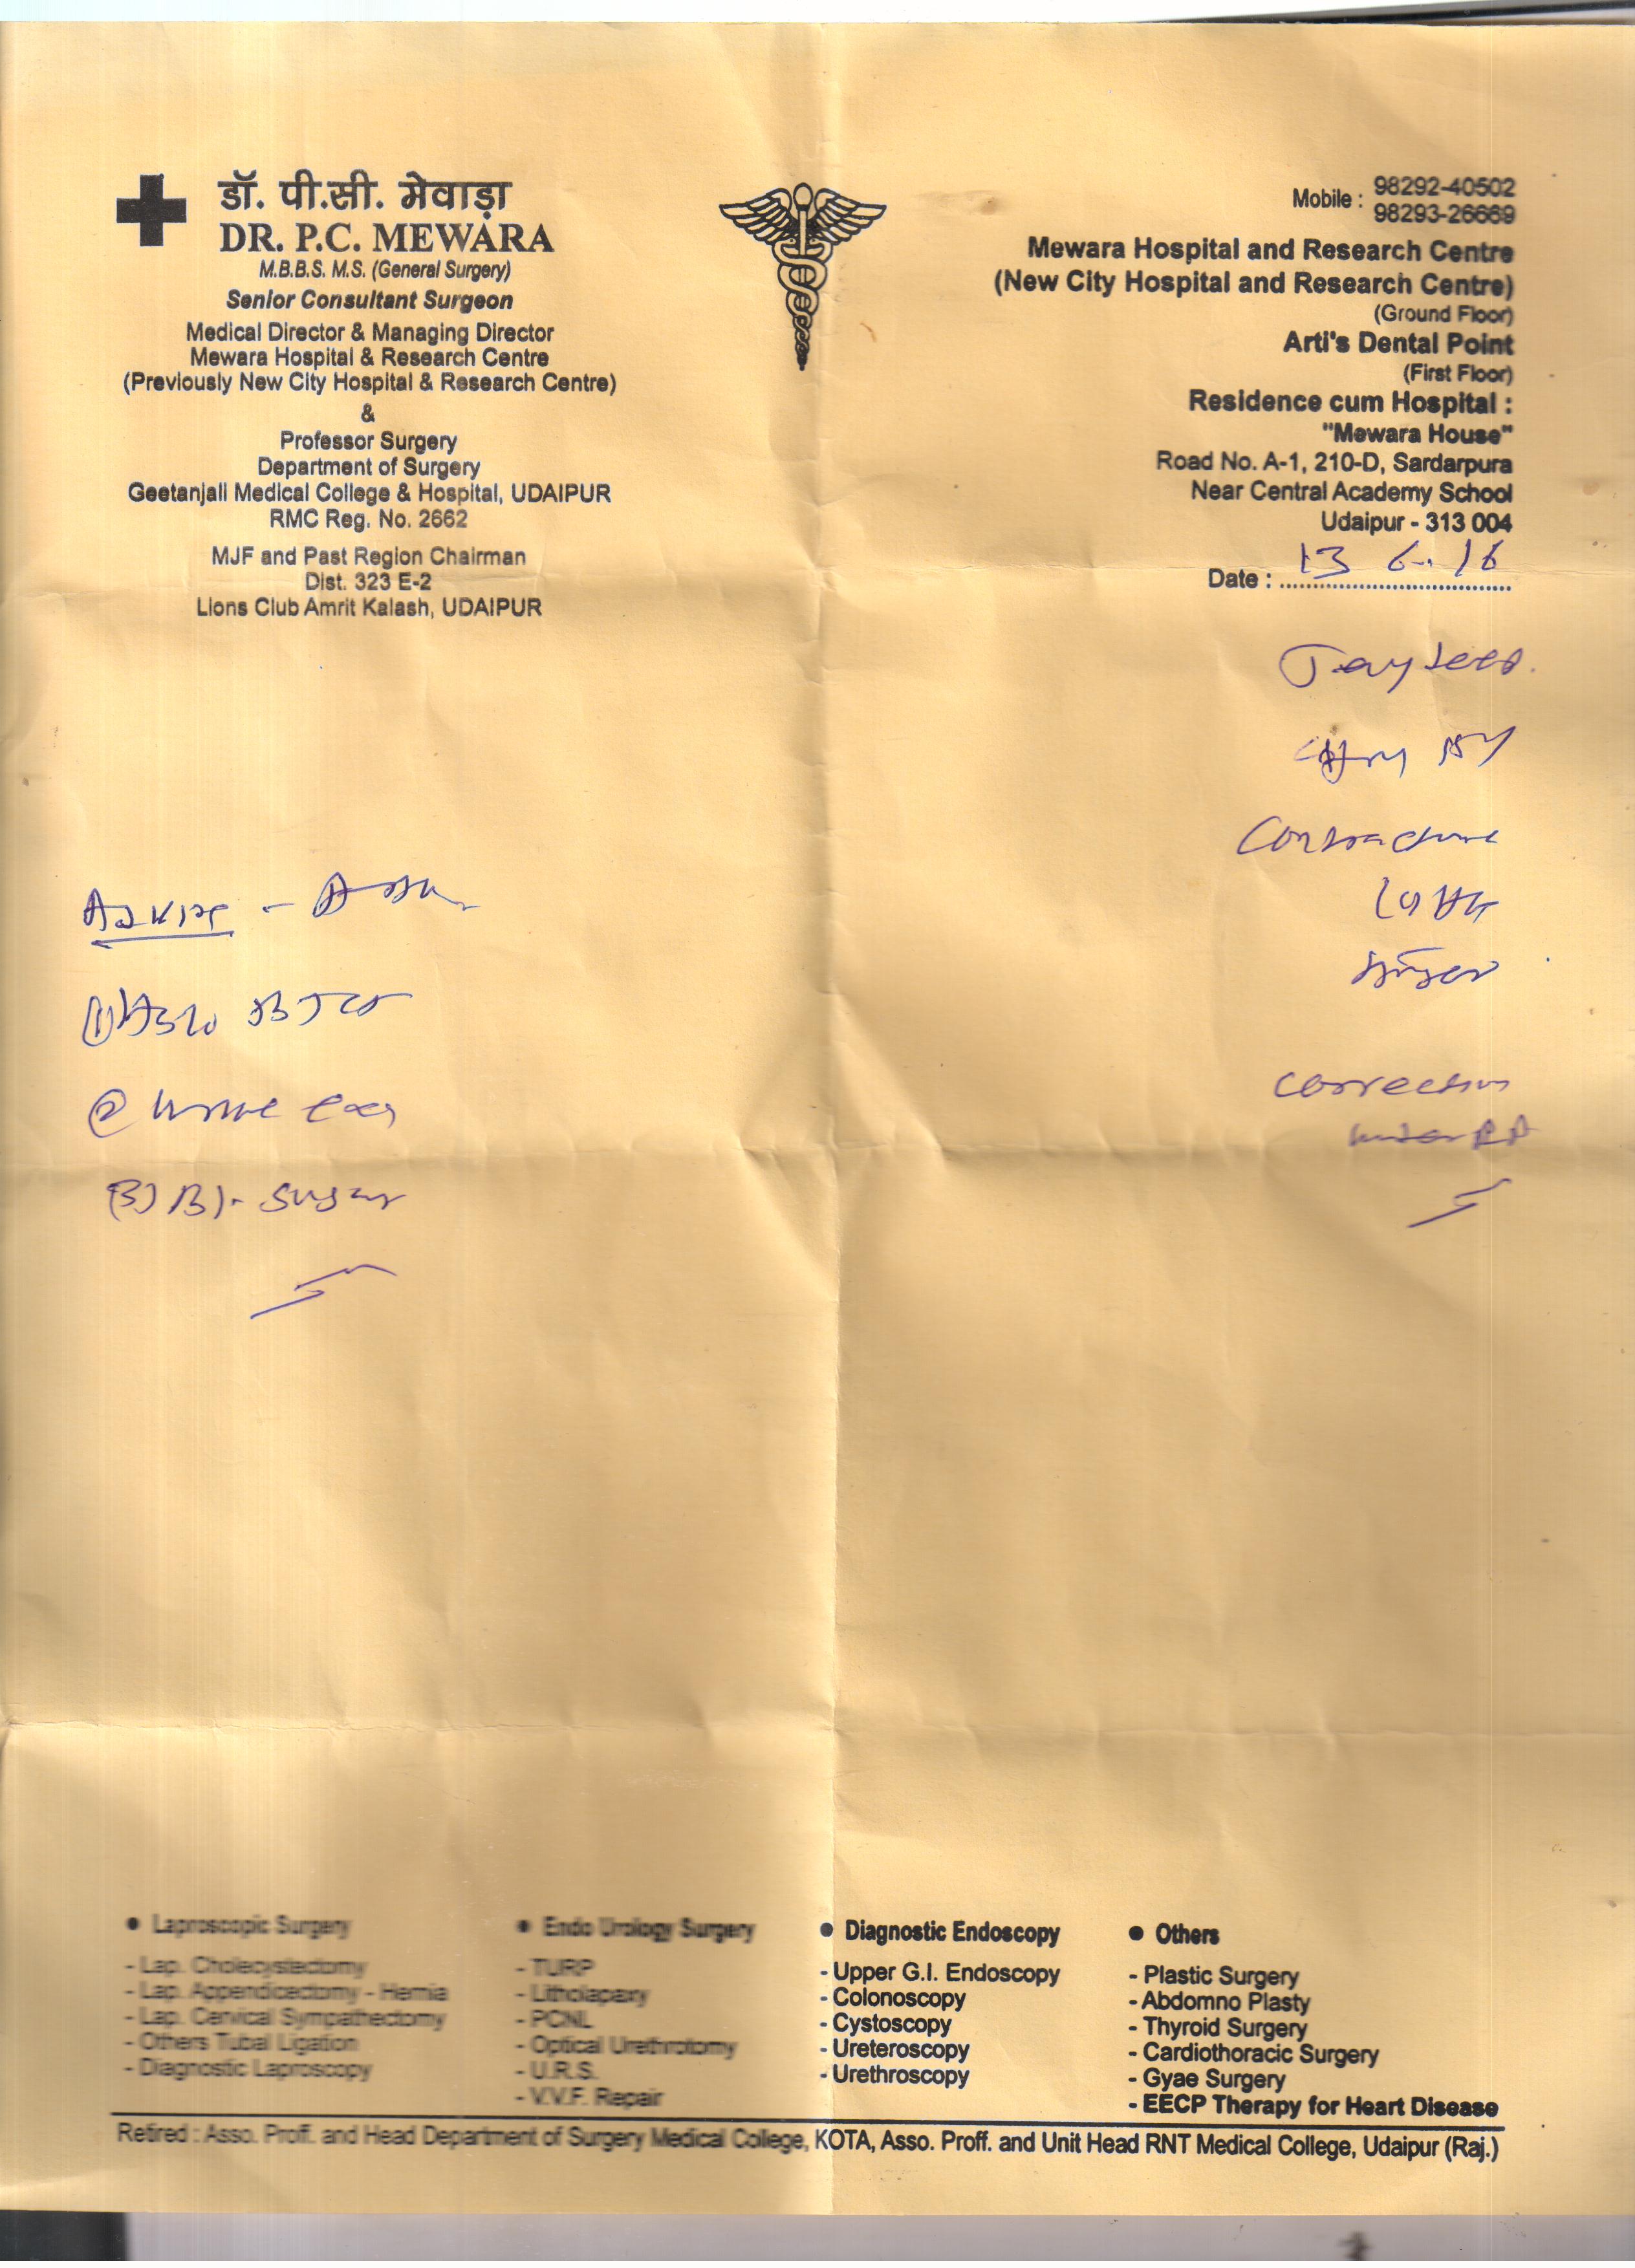 डॉ. पी.सी. मेवाड़ा
DR. P.C. MEWARA
M.B.B.S. M.S. (General Surgery)
Senior Consultant Surgeon
Medical Director & Managing Director
Mewara Hospital & Research Centre
(Previously New City Hospital & Research Centre)
&
Professor Surgery
Department of Surgery
Geetanjali Medical College & Hospital, UDAIPUR
RMC Reg. No. 2662
MJF and Past Region Chairman
Dist. 323 E-2
Lions Club Amrit Kalash, UDAIPUR
Mobile : 98292-40502
98293-26669
Mewara Hospital and Research Centre
(New City Hospital and Research Centre)
(Ground Floor)
Arti's Dental Point
(First Floor)
Residence cum Hospital :
"Mewara House"
Road No. A-1, 210-D, Sardarpura
Near Central Academy School
Udaipur - 313 004
Date : 13 6. 16
Contracture
correction
②
(3) Bl. Sugar
● Laproscopic Surgery
- Lap. Cholecystectomy
- Lap. Appendicectomy - Hernia
- Lap. Cervical Sympathectomy
- Others Tubal Ligation
- Diagnostic Laproscopy
● Endo Urology Surgery
- TURP
- Litholapaxy
- PCNL
- Optical Urethrotomy
- U.R.S.
- V.V.F. Repair
● Diagnostic Endoscopy
- Upper G.I. Endoscopy
- Colonoscopy
- Cystoscopy
- Ureteroscopy
- Urethroscopy
● Others
- Plastic Surgery
- Abdomno Plasty
- Thyroid Surgery
- Cardiothoracic Surgery
- Gyae Surgery
- EECP Therapy for Heart Disease
Retired : Asso. Proff. and Head Department of Surgery Medical College, KOTA, Asso. Proff. and Unit Head RNT Medical College, Udaipur (Raj.)